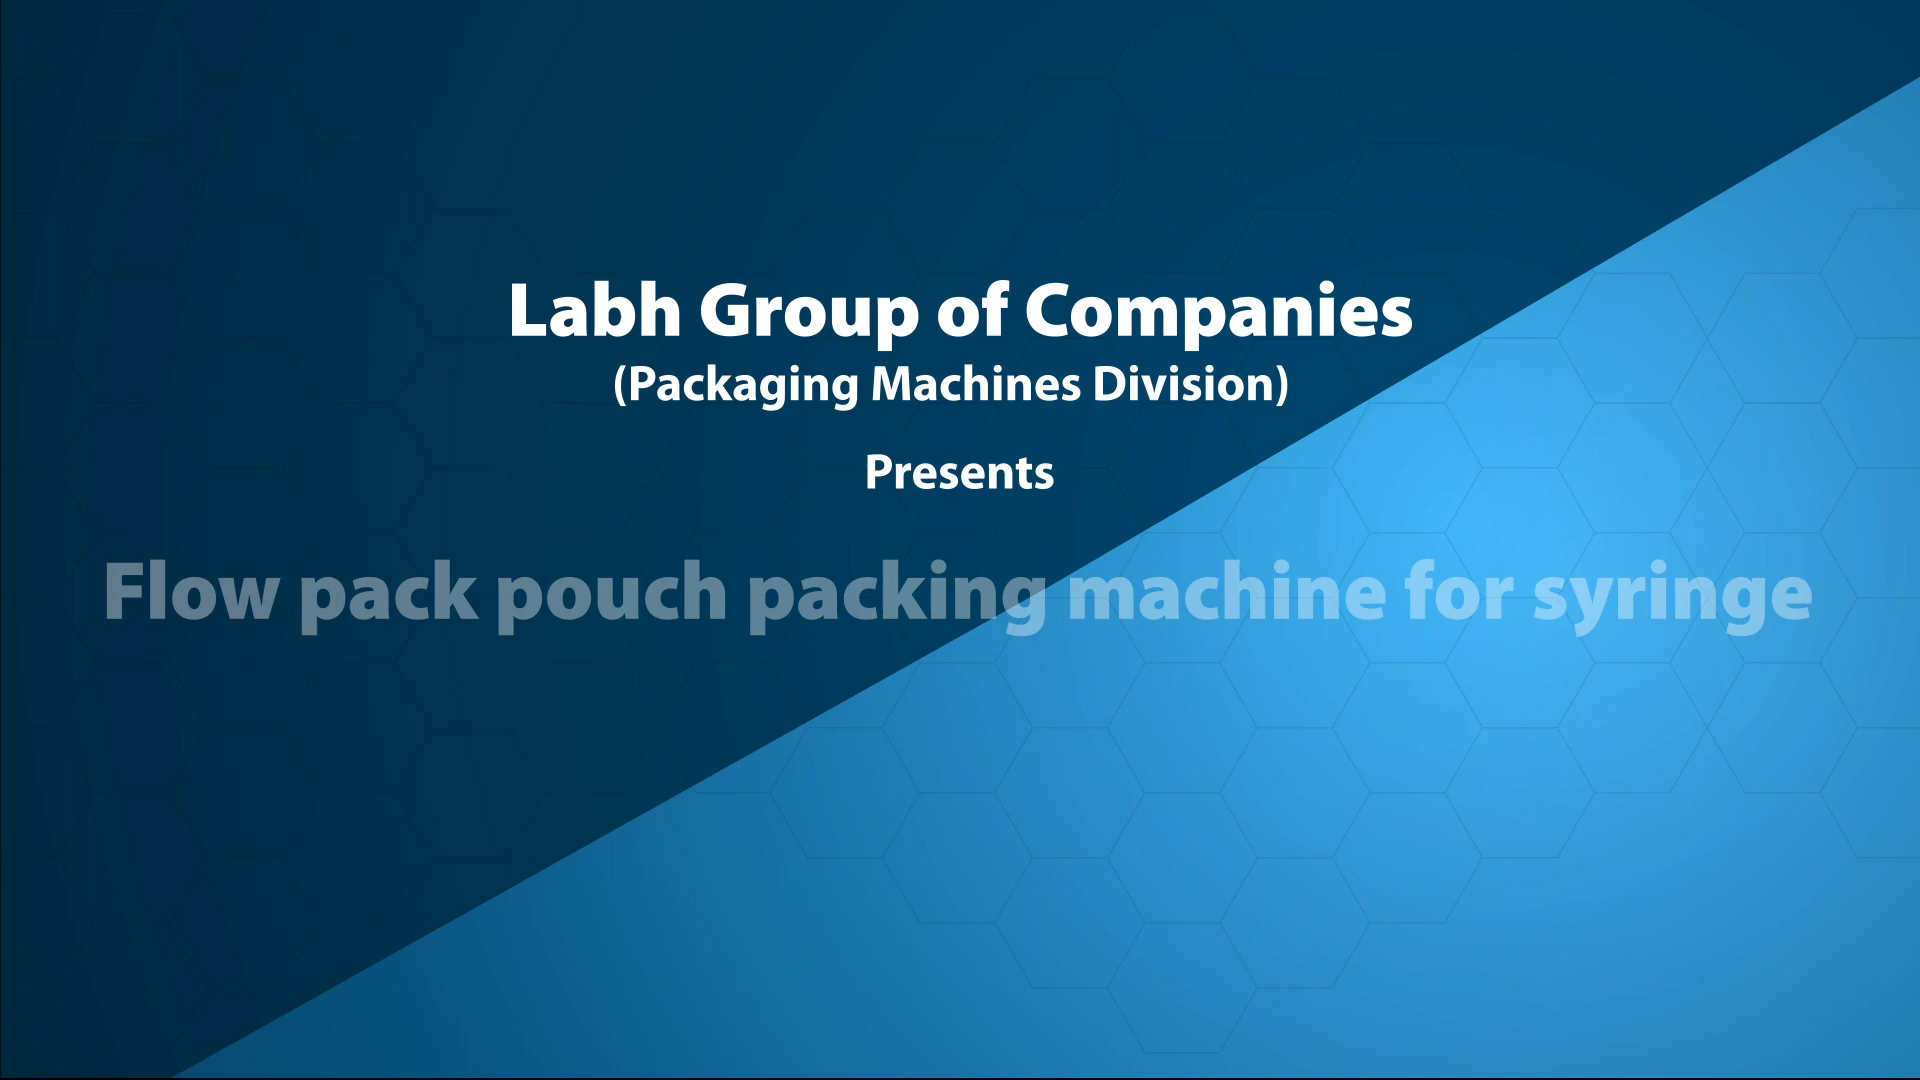 Labh Group of Companies
(Packaging Machines Division)
Presents
Flow pack pouch packing machine for syringe